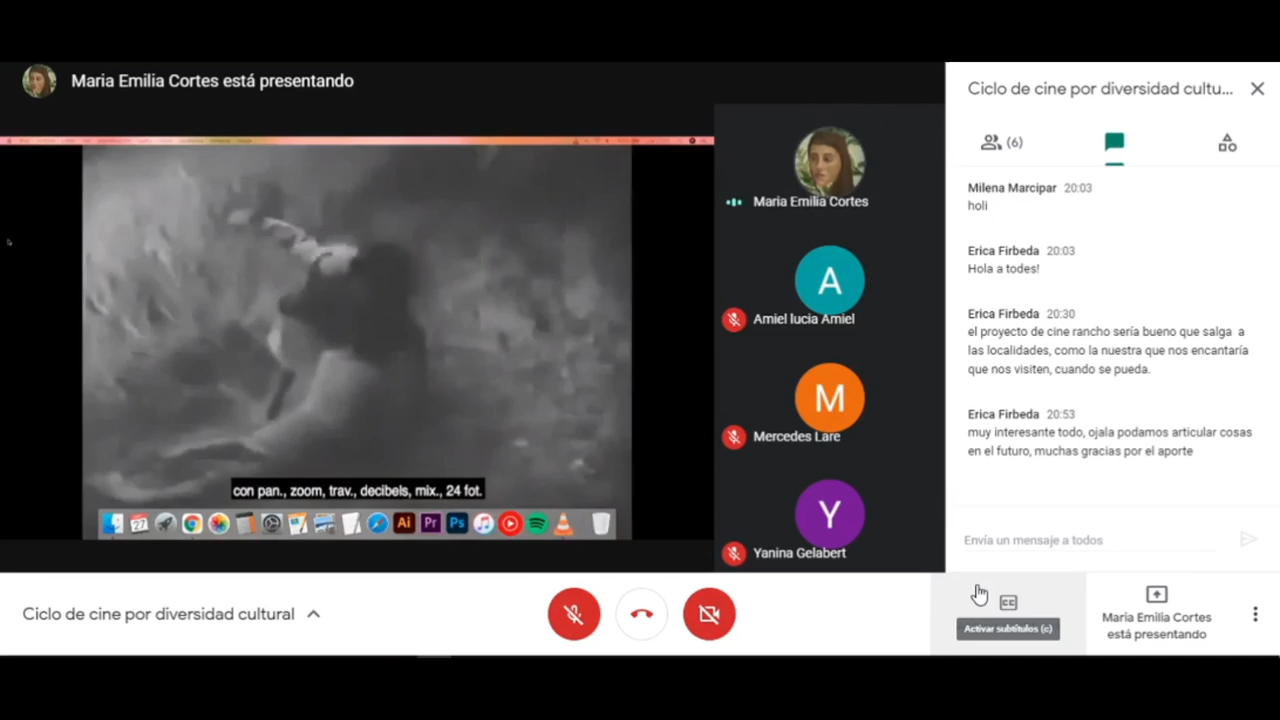 Maria Emilia Cortes está presentando
con pan., zoom, trav., decibels, mix., 24 fot.
27
Ai
Pr
Ps
Maria Emilia Cortes
A
Amiel lucia Amiel
M
Mercedes Lare
Y
Yanina Gelabert
Ciclo de cine por diversidad cultu...
(6)
Milena Marcipar 20:03
holi
Erica Firbeda 20:03
Hola a todes!
Erica Firbeda 20:30
el proyecto de cine rancho sería bueno que salga a
las localidades, como la nuestra que nos encantaría
que nos visiten, cuando se pueda.
Erica Firbeda 20:53
muy interesante todo, ojala podamos articular cosas
en el futuro, muchas gracias por el aporte
Envía un mensaje a todos
Ciclo de cine por diversidad cultural
CC
Activar subtítulos (c)
Maria Emilia Cortes
está presentando